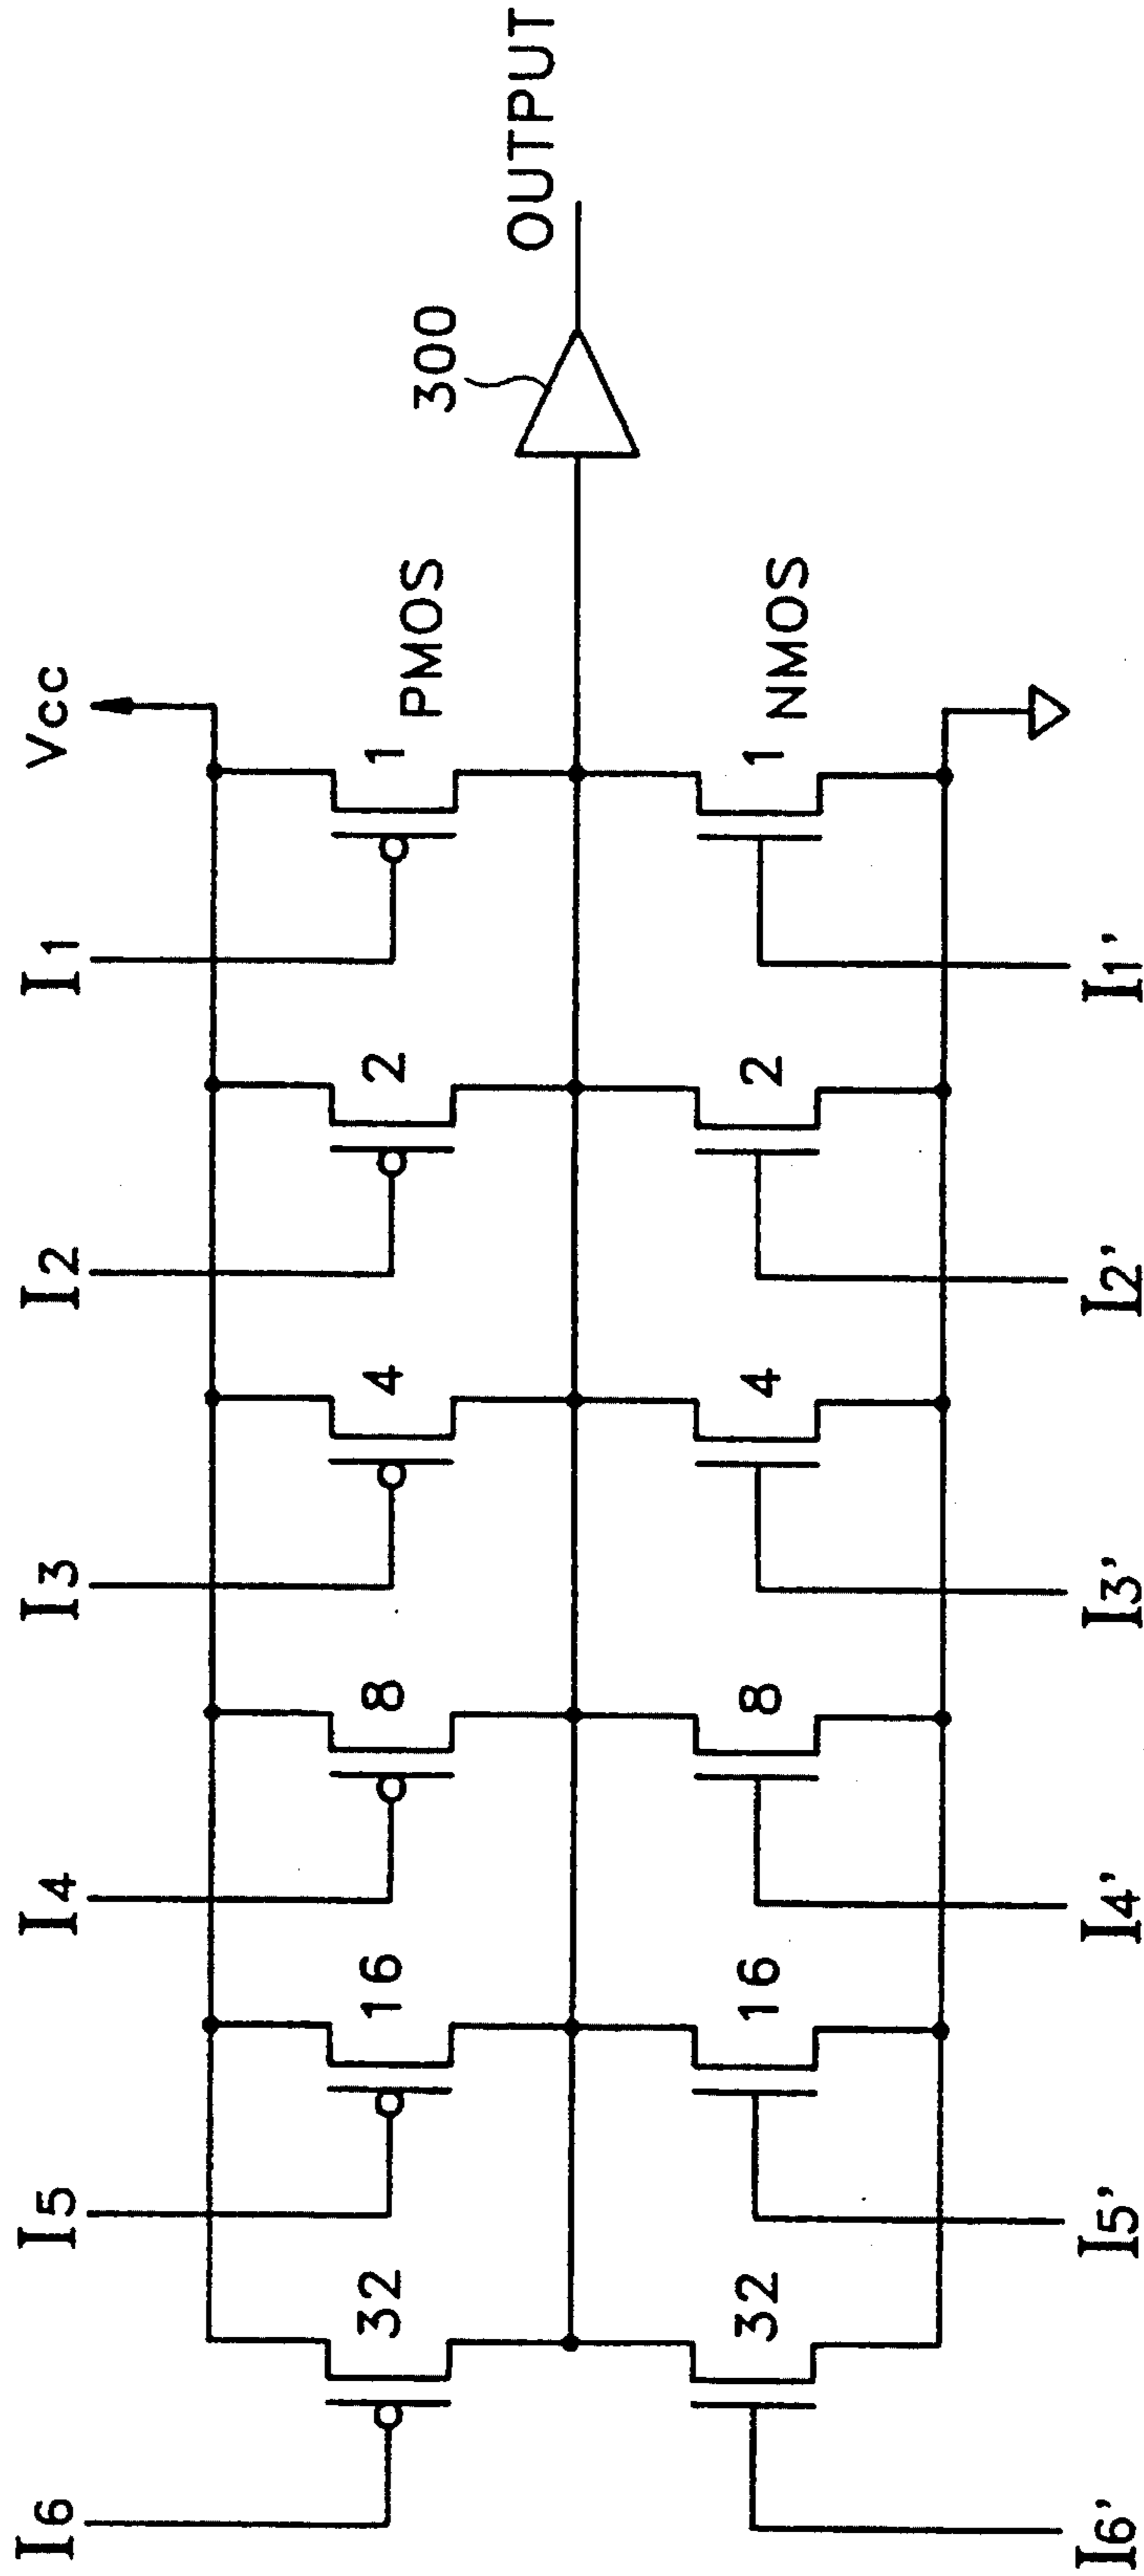 I6
I5
I4
I3
I2
I1
Vcc
32
16
8
4
2
1
PMOS
300
OUTPUT
32
16
8
4
2
1
NMOS
I6'
I5'
I4'
I3'
I2'
I1'